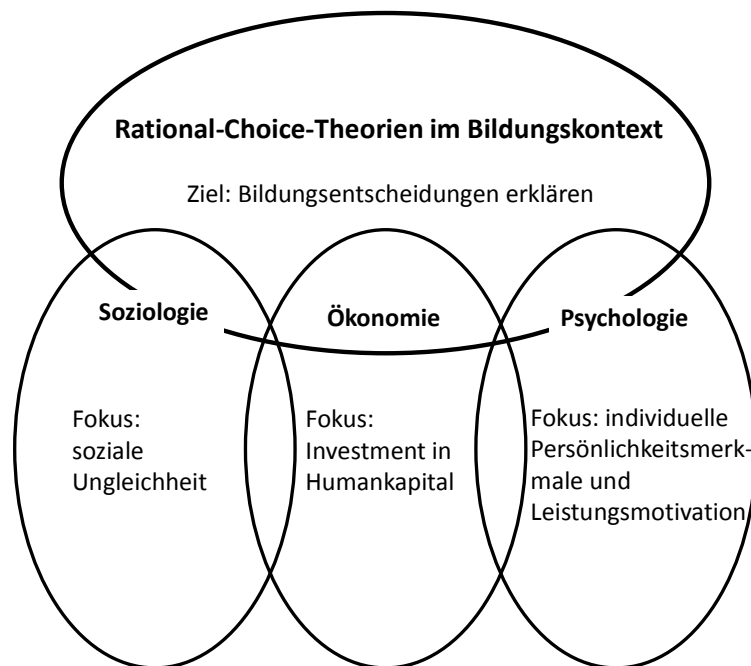 Rational-Choice-Theorien im Bildungskontext
Ziel: Bildungsentscheidungen erklären
Soziologie
Ökonomie
Psychologie
Fokus:
soziale
Ungleichheit
Fokus:
Investment in
Humankapital
Fokus: individuelle
Persönlichkeitsmerk-
male und
Leistungsmotivation